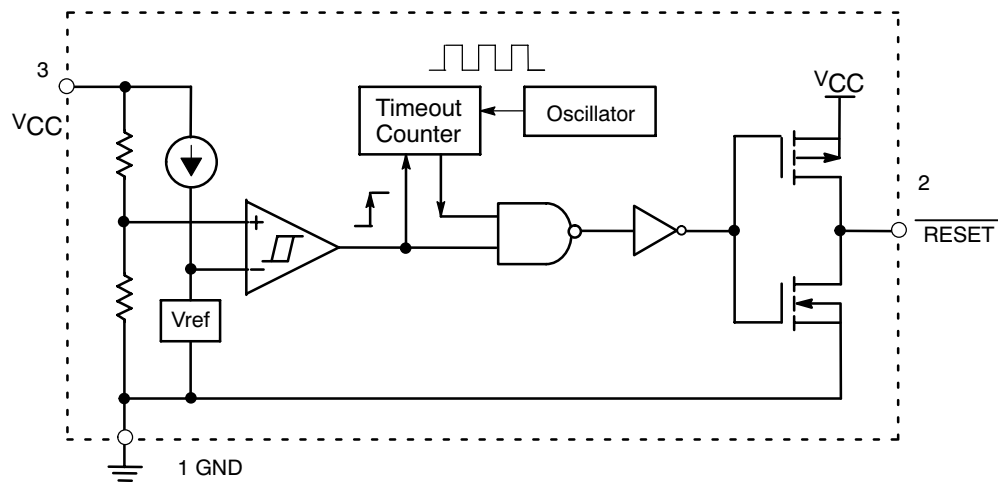 3
VCC
Timeout
Counter
Oscillator
VCC
2
RESET
+
−
Vref
1 GND